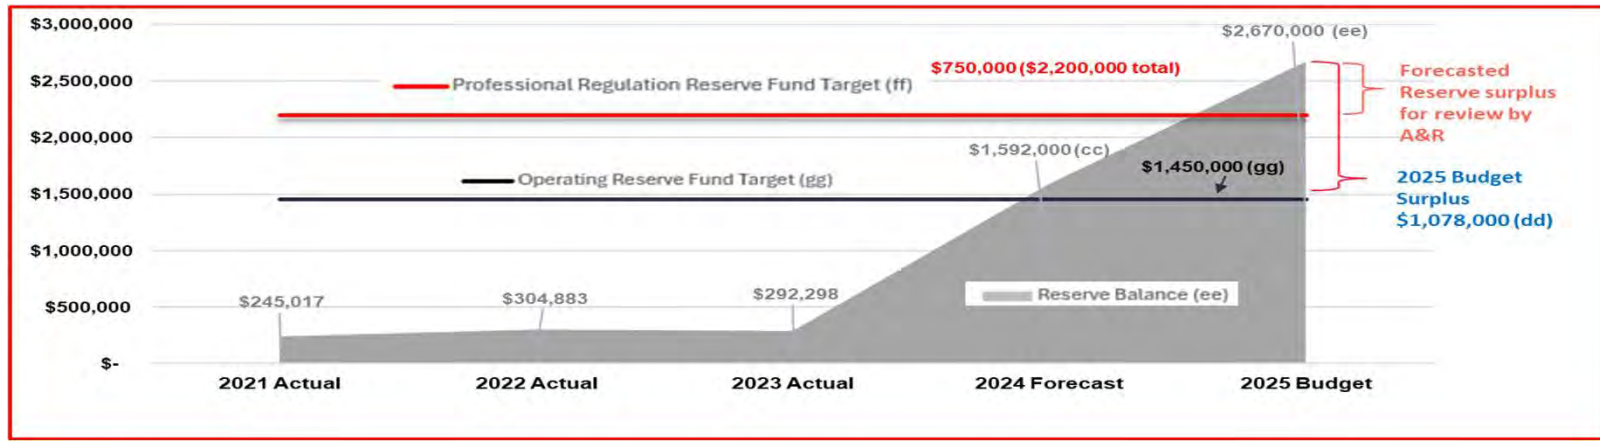 $3,000,000
$2,670,000 (ee)
$750,000 ($2,200,000 total)
Professional Regulation Reserve Fund Target (ff)
$2,500,000
Forecasted
Reserve surplus
for review by
A&R
$2,000,000
$1,592,000 (cc)
$1,450,000 (gg)
Operating Reserve Fund Target (gg)
$1,500,000
2025 Budget
Surplus
$1,078,000 (dd)
$1,000,000
$245,017
$304,883
$292,298
Reserve Balance (ee)
$500,000
$-
2021 Actual
2022 Actual
2023 Actual
2024 Forecast
2025 Budget